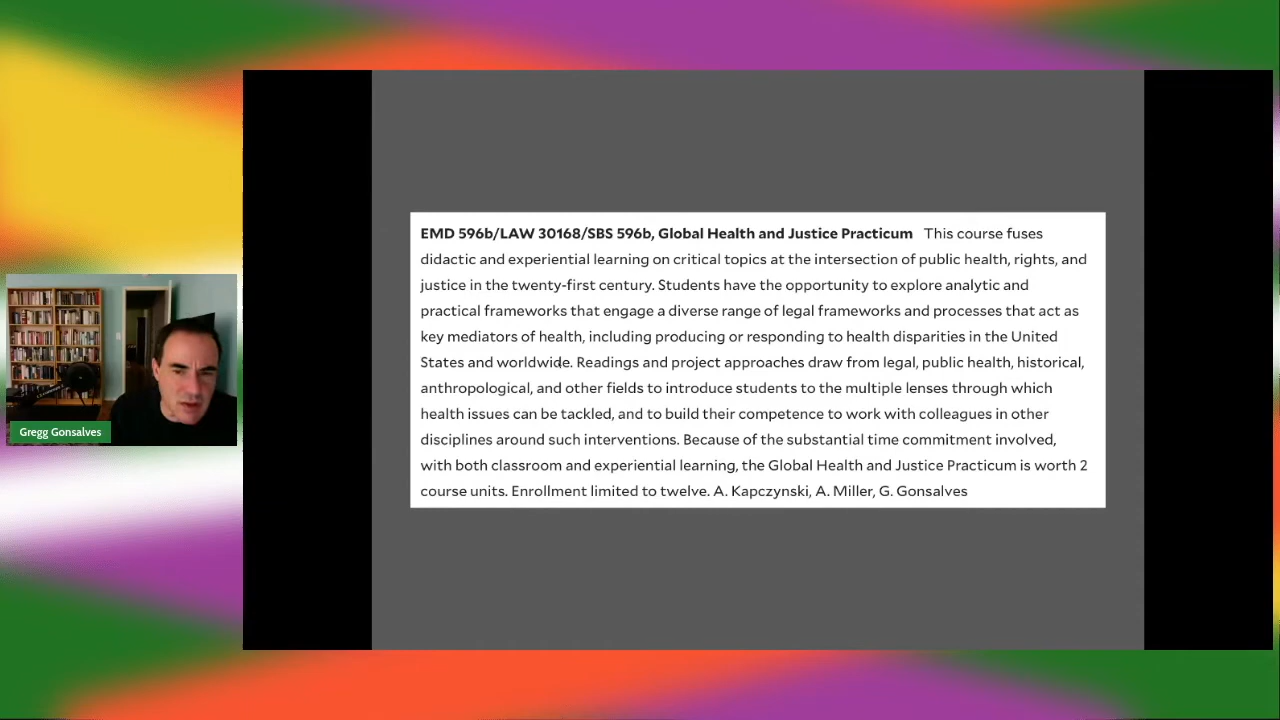 EMD 596b/LAW 30168/SBS 596b, Global Health and Justice Practicum This course fuses
didactic and experiential learning on critical topics at the intersection of public health, rights, and
justice in the twenty-first century. Students have the opportunity to explore analytic and
practical frameworks that engage a diverse range of legal frameworks and processes that act as
key mediators of health, including producing or responding to health disparities in the United
States and worldwide. Readings and project approaches draw from legal, public health, historical,
anthropological, and other fields to introduce students to the multiple lenses through which
health issues can be tackled, and to build their competence to work with colleagues in other
disciplines around such interventions. Because of the substantial time commitment involved,
with both classroom and experiential learning, the Global Health and Justice Practicum is worth 2
course units. Enrollment limited to twelve. A. Kapczynski, A. Miller, G. Gonsalves
Gregg Gonsalves